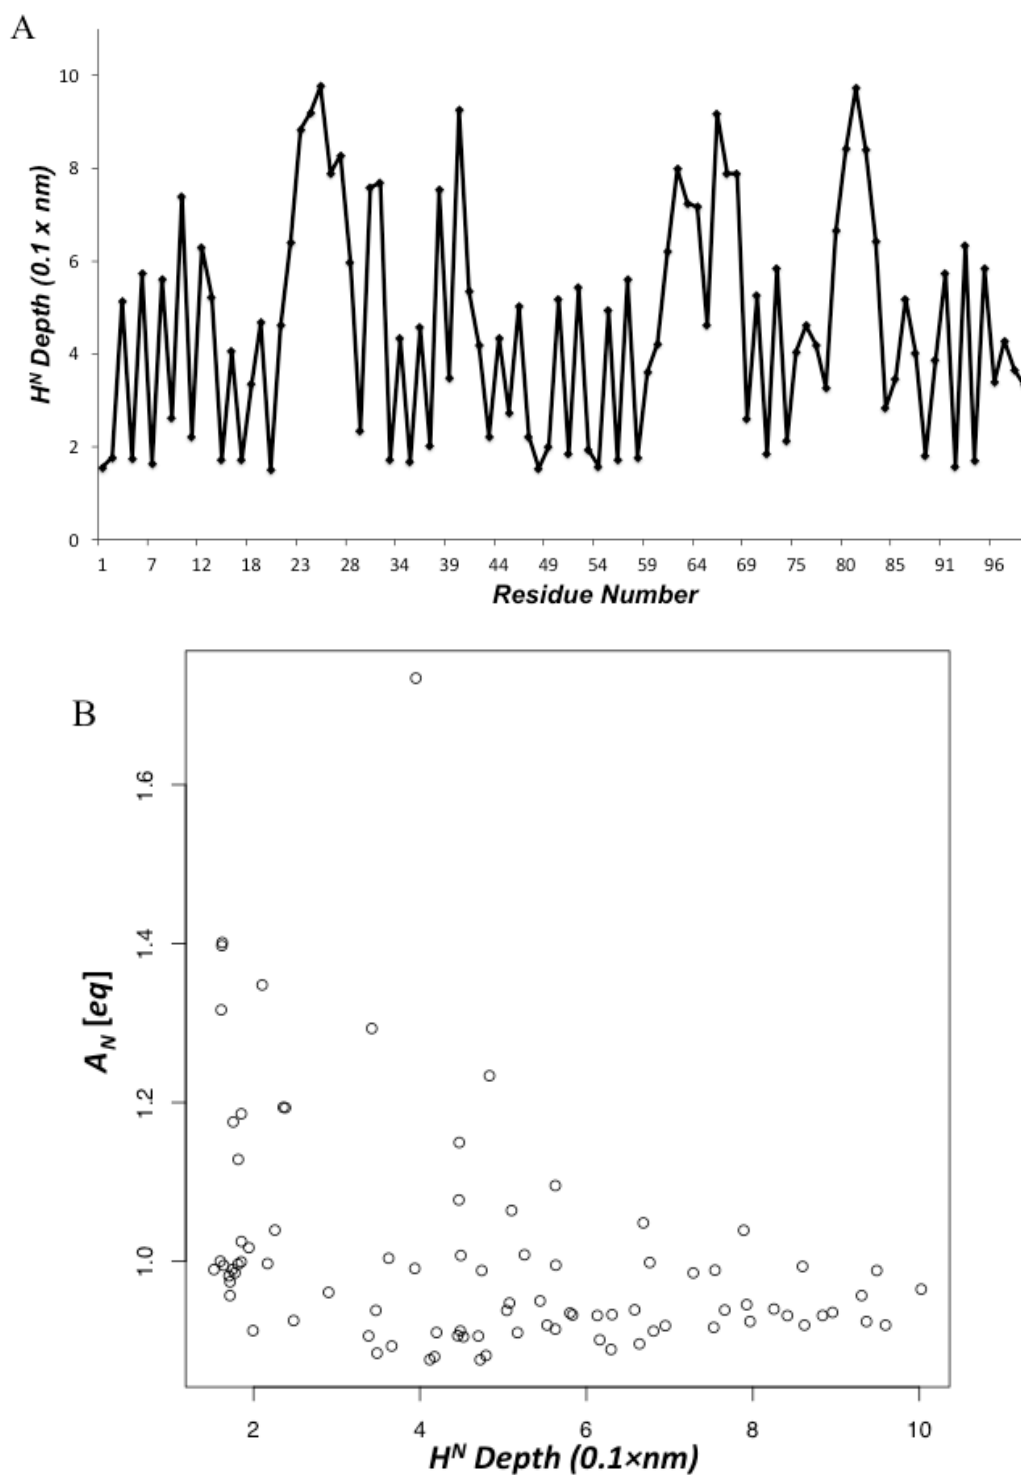 A
10
8
6
4
2
0
H^N Depth (0.1 x nm)
1 7 12 18 23 28 34 39 44 49 54 59 64 69 75 80 85 91 96
Residue Number
B
1.6
1.4
1.2
1.0
A_N [eq]
2 4 6 8 10
H^N Depth (0.1×nm)